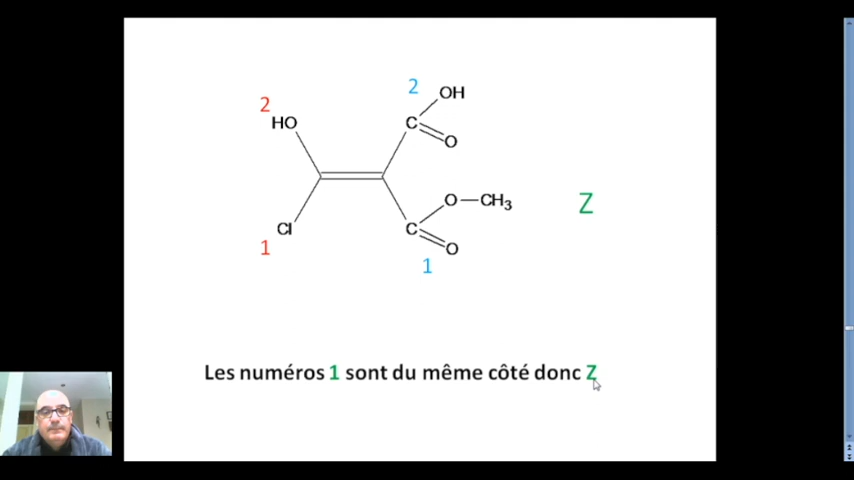 2 OH
2
HO C
O
O—CH₃
Z
Cl C
O
1
1
Les numéros 1 sont du même côté donc Z